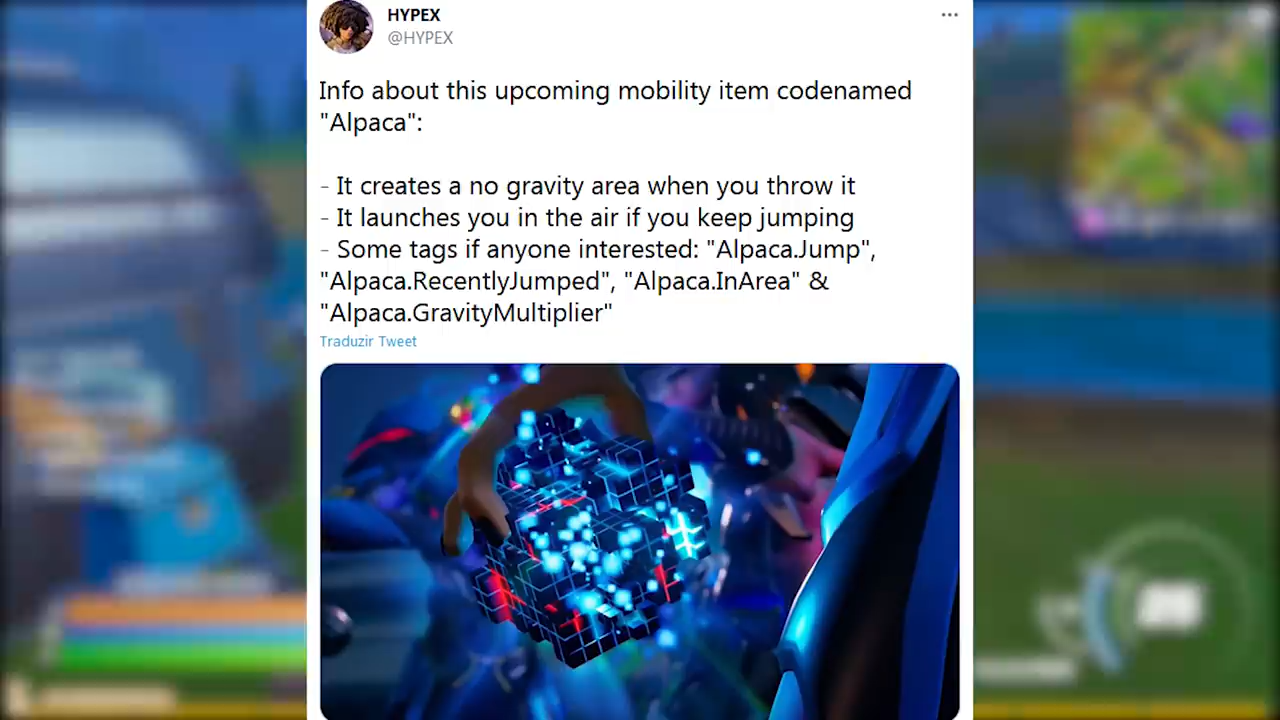 HYPEX
@HYPEX
Info about this upcoming mobility item codenamed
"Alpaca":
- It creates a no gravity area when you throw it
- It launches you in the air if you keep jumping
- Some tags if anyone interested: "Alpaca.Jump",
"Alpaca.RecentlyJumped", "Alpaca.InArea" &
"Alpaca.GravityMultiplier"
Traduzir Tweet